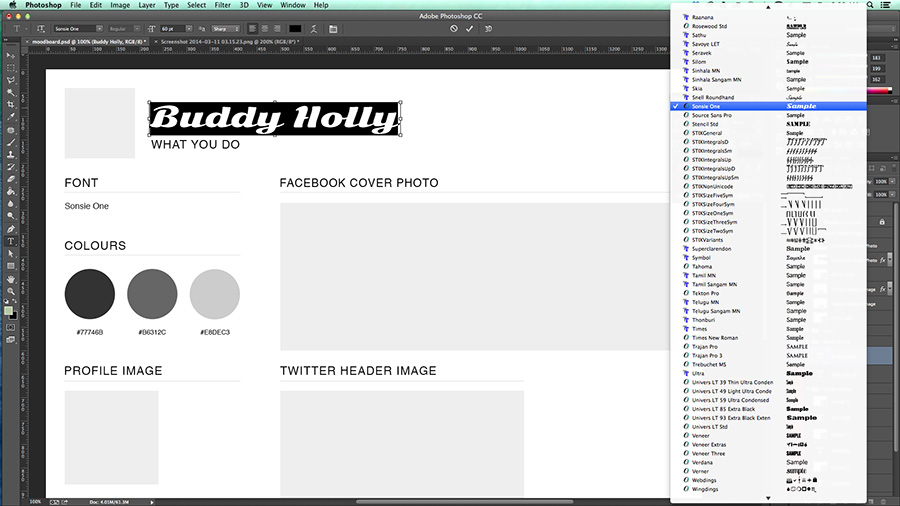 Photoshop File Edit Image Layer Type Select Filter 3D View Window Help
Adobe Photoshop CC
Sonsie One Regular 60 pt Sharp
moodboard.psd @ 100% (Buddy Holly, RGB/8) * Screenshot 2014-03-11 03.15.23.png @ 200% (RGB/8*)
Buddy Holly
WHAT YOU DO
FONT
Sonsie One
COLOURS
#77746B #B6312C #E8DEC3
PROFILE IMAGE
FACEBOOK COVER PHOTO
TWITTER HEADER IMAGE
100% Doc: 4.01M/41.3M
Raanana
Rosewood Std SAMPLE
Sathu Sample
Savoye LET Sample
Seravek Sample
Silom Sample
Sinhala MN Sample
Sinhala Sangam MN Sample
Skia Sample
Snell Roundhand Sample
Sonsie One Sample
Source Sans Pro Sample
Stencil Std SAMPLE
STIXGeneral Sample
STIXIntegralsD
STIXIntegralsSm
STIXIntegralsUp
STIXIntegralsUpD
STIXIntegralsUpSm
STIXNonUnicode
STIXSizeFiveSym
STIXSizeFourSym
STIXSizeOneSym
STIXSizeThreeSym
STIXSizeTwoSym
STIXVariants
Superclarendon Sample
Symbol
Tahoma Sample
Tamil MN Sample
Tamil Sangam MN Sample
Tekton Pro Sample
Telugu MN Sample
Telugu Sangam MN Sample
Thonburi Sample
Times Sample
Times New Roman Sample
Trajan Pro SAMPLE
Trajan Pro 3 SAMPLE
Trebuchet MS Sample
Ultra Sample
Univers LT 39 Thin Ultra Conden
Univers LT 49 Light Ultra Conde
Univers LT 59 Ultra Condensed Sample
Univers LT 85 Extra Black Sample
Univers LT 93 Extra Black Exten Sample
Univers LT Std
Veneer SAMPLE
Veneer Extras
Veneer Three SAMPLE
Verdana Sample
Verner Sample
Webdings
Wingdings
183
199
162
100%
100%